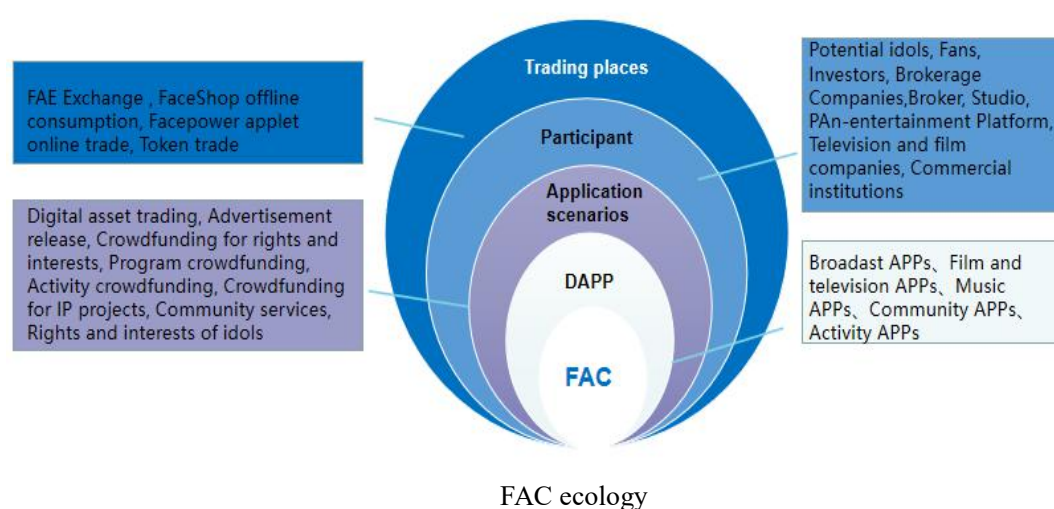 Trading places
FAE Exchange , FaceShop offline
consumption, Facepower applet
online trade, Token trade
Potential idols, Fans,
Investors, Brokerage
Companies,Broker, Studio,
PAn-entertainment Platform,
Television and film
companies, Commercial
institutions
Participant
Application
scenarios
Digital asset trading, Advertisement
release, Crowdfunding for rights and
interests, Program crowdfunding,
Activity crowdfunding, Crowdfunding
for IP projects, Community services,
Rights and interests of idols
DAPP
Broadast APPs、Film and
television APPs、Music
APPs、Community APPs、
Activity APPs
FAC
FAC ecology